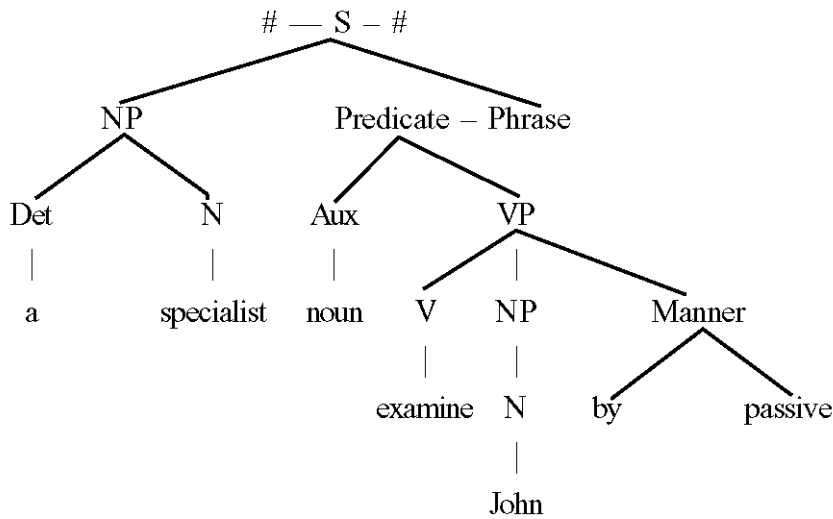 # — S – #
NP Predicate – Phrase
Det N Aux VP
| | | |
a specialist noun V NP Manner
| |
examine N by passive
|
John